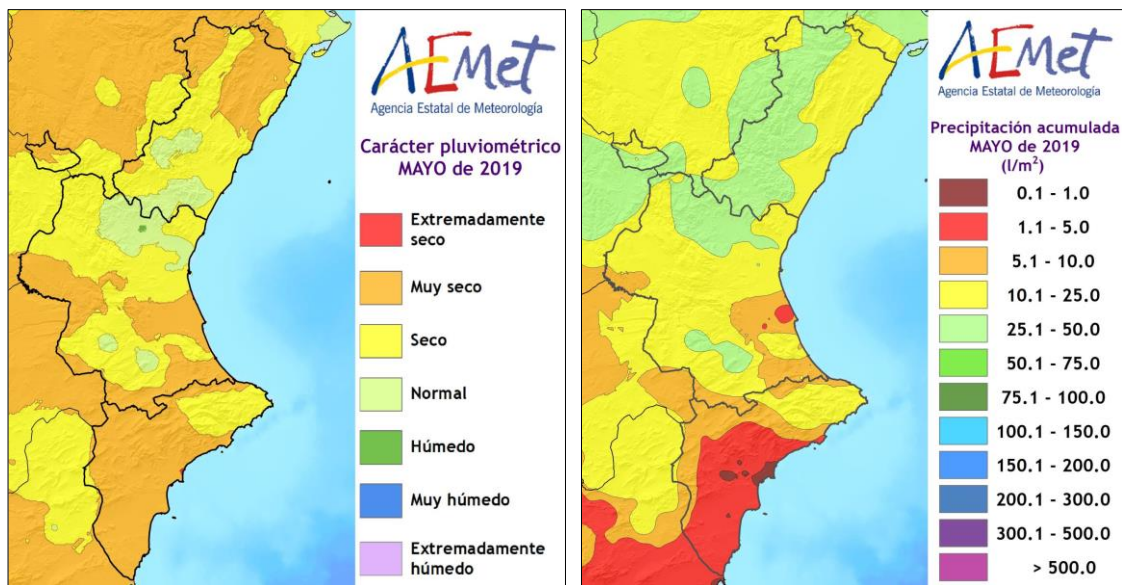 AEMet
Agencia Estatal de Meteorología
Carácter pluviométrico
MAYO de 2019
Extremadamente
seco
Muy seco
Seco
Normal
Húmedo
Muy húmedo
Extremadamente
húmedo
AEMet
Agencia Estatal de Meteorología
Precipitación acumulada
MAYO de 2019
(l/m²)
0.1 - 1.0
1.1 - 5.0
5.1 - 10.0
10.1 - 25.0
25.1 - 50.0
50.1 - 75.0
75.1 - 100.0
100.1 - 150.0
150.1 - 200.0
200.1 - 300.0
300.1 - 500.0
> 500.0